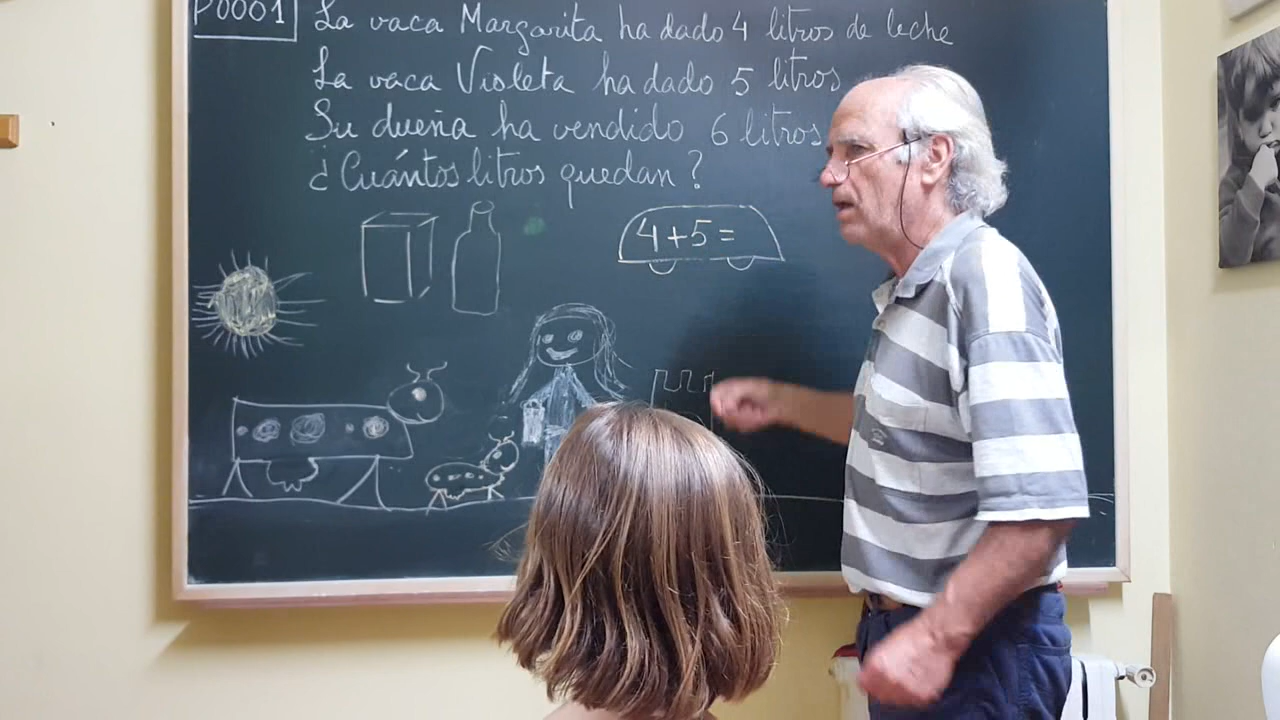 P0001
La vaca Margarita ha dado 4 litros de leche
La vaca Violeta ha dado 5 litros
Su dueña ha vendido 6 litros
¿Cuántos litros quedan?
4+5=